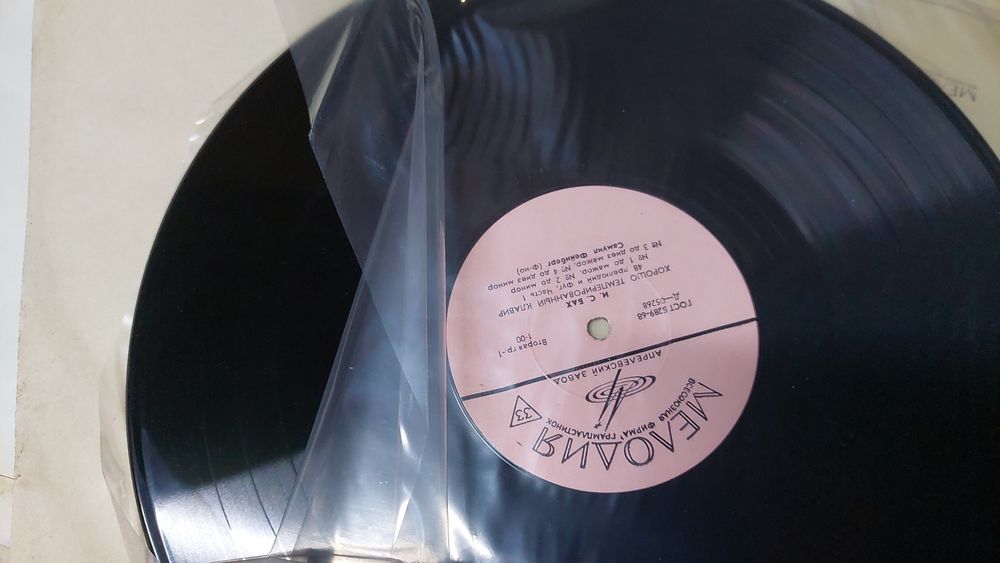 МЕЛОДИЯ
ВСЕСОЮЗНАЯ ФИРМА ГРАМПЛАСТИНОК
33
АПРЕЛЕВСКИЙ ЗАВОД
ГОСТ 5289-68
Д—05268
Вторая гр.-1
1-00
И. С. БАХ
ХОРОШО ТЕМПЕРИРОВАННЫЙ КЛАВИР
48 прелюдий и фуг. Часть 1
№ 1 до мажор, № 2 до минор
№ 3 до диез мажор, № 4 до диез минор
Самуил Фейнберг (ф-но)